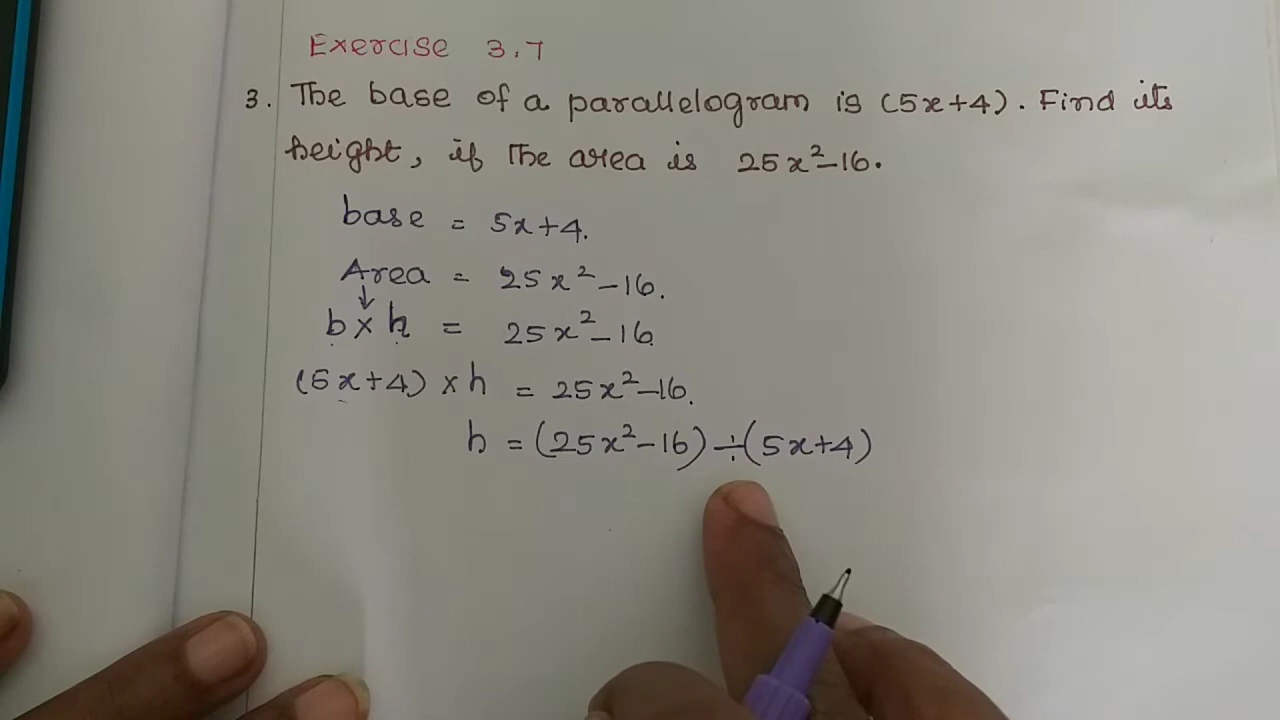 Exercise 3.7
3. The base of a parallelogram is (5x+4). Find its
height, if The area is 25x²-16.
base = 5x+4.
Area = 25x²-16.
↓
b × h = 25x²-16
(5x+4) × h = 25x²-16.
h = (25x²-16) ÷ (5x+4)